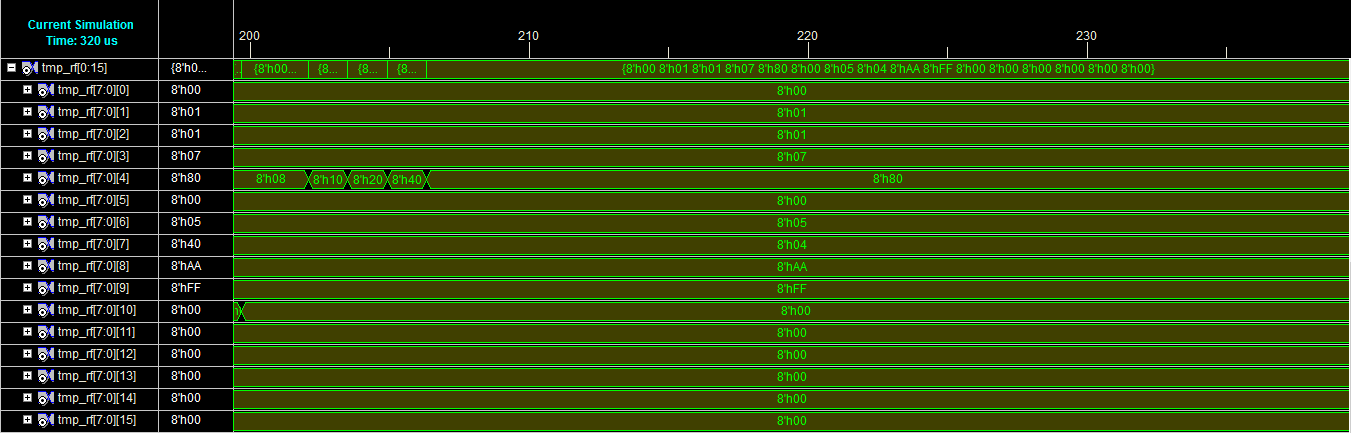 Current Simulation
Time: 320 us
200 210 220 230
tmp_rf[0:15] {8'h0... {8'h00... {8... {8... {8... {8'h00 8'h01 8'h01 8'h07 8'h80 8'h00 8'h05 8'h04 8'hAA 8'hFF 8'h00 8'h00 8'h00 8'h00 8'h00 8'h00}
tmp_rf[7:0][0] 8'h00 8'h00
tmp_rf[7:0][1] 8'h01 8'h01
tmp_rf[7:0][2] 8'h01 8'h01
tmp_rf[7:0][3] 8'h07 8'h07
tmp_rf[7:0][4] 8'h80 8'h08 8'h10 8'h20 8'h40 8'h80
tmp_rf[7:0][5] 8'h00 8'h00
tmp_rf[7:0][6] 8'h05 8'h05
tmp_rf[7:0][7] 8'h40 8'h04
tmp_rf[7:0][8] 8'hAA 8'hAA
tmp_rf[7:0][9] 8'hFF 8'hFF
tmp_rf[7:0][10] 8'h00 8'h00
tmp_rf[7:0][11] 8'h00 8'h00
tmp_rf[7:0][12] 8'h00 8'h00
tmp_rf[7:0][13] 8'h00 8'h00
tmp_rf[7:0][14] 8'h00 8'h00
tmp_rf[7:0][15] 8'h00 8'h00